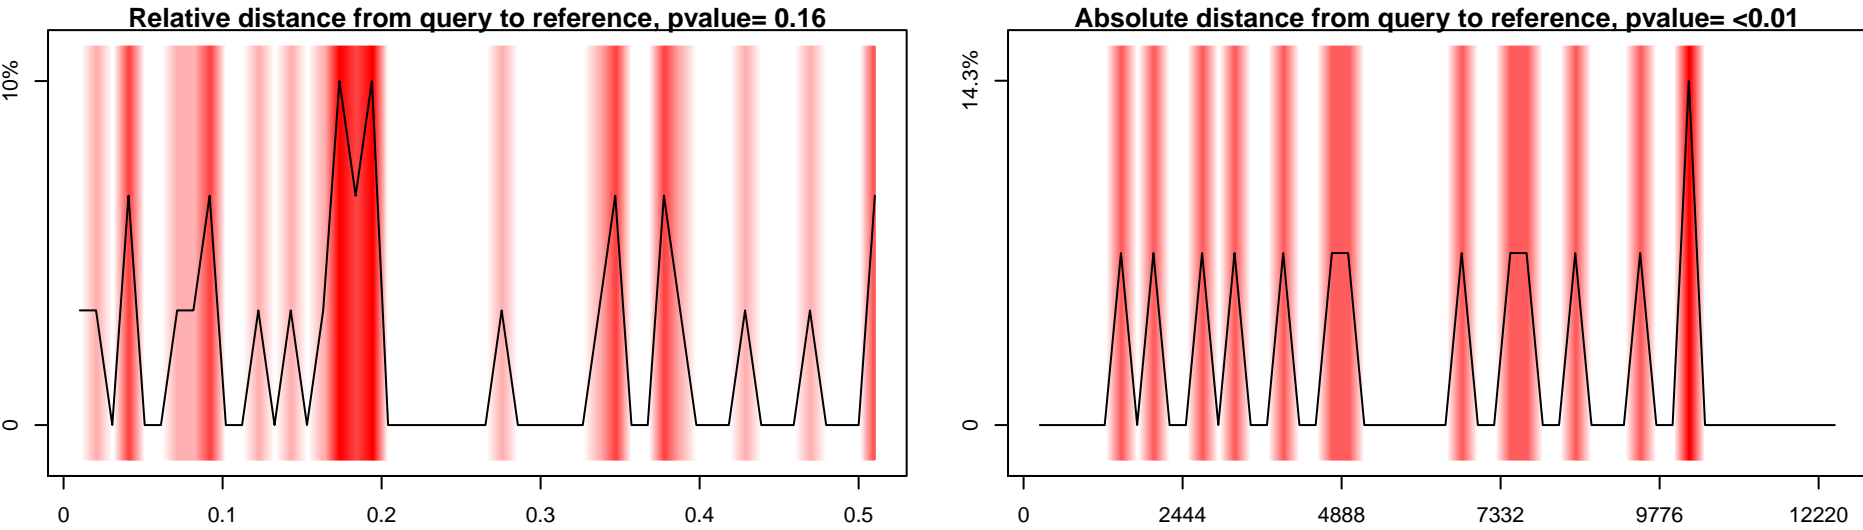 Relative distance from query to reference, pvalue= 0.16
10%
0
0 0.1 0.2 0.3 0.4 0.5
Absolute distance from query to reference, pvalue= <0.01
14.3%
0
0 2444 4888 7332 9776 12220